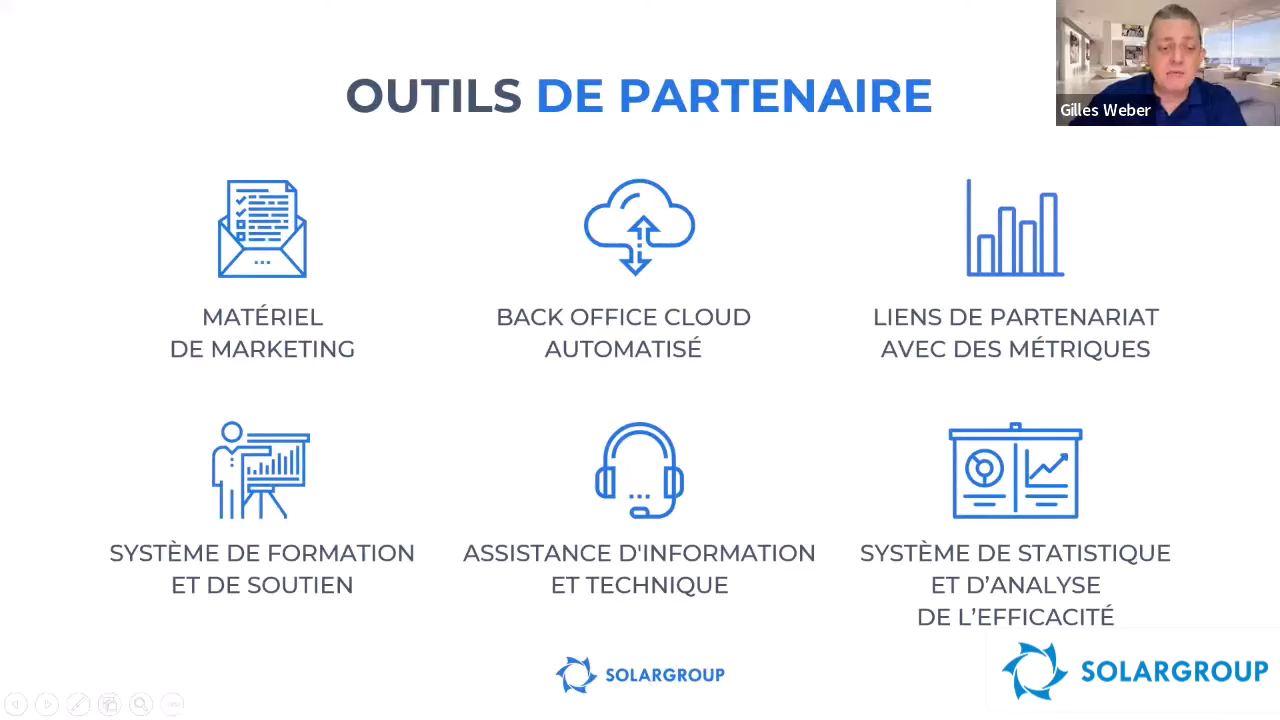 OUTILS DE PARTENAIRE
Gilles Weber
MATÉRIEL
DE MARKETING
BACK OFFICE CLOUD
AUTOMATISÉ
LIENS DE PARTENARIAT
AVEC DES MÉTRIQUES
SYSTÈME DE FORMATION
ET DE SOUTIEN
ASSISTANCE D'INFORMATION
ET TECHNIQUE
SYSTÈME DE STATISTIQUE
ET D’ANALYSE
DE L’EFFICACITÉ
SOLARGROUP
SOLARGROUP